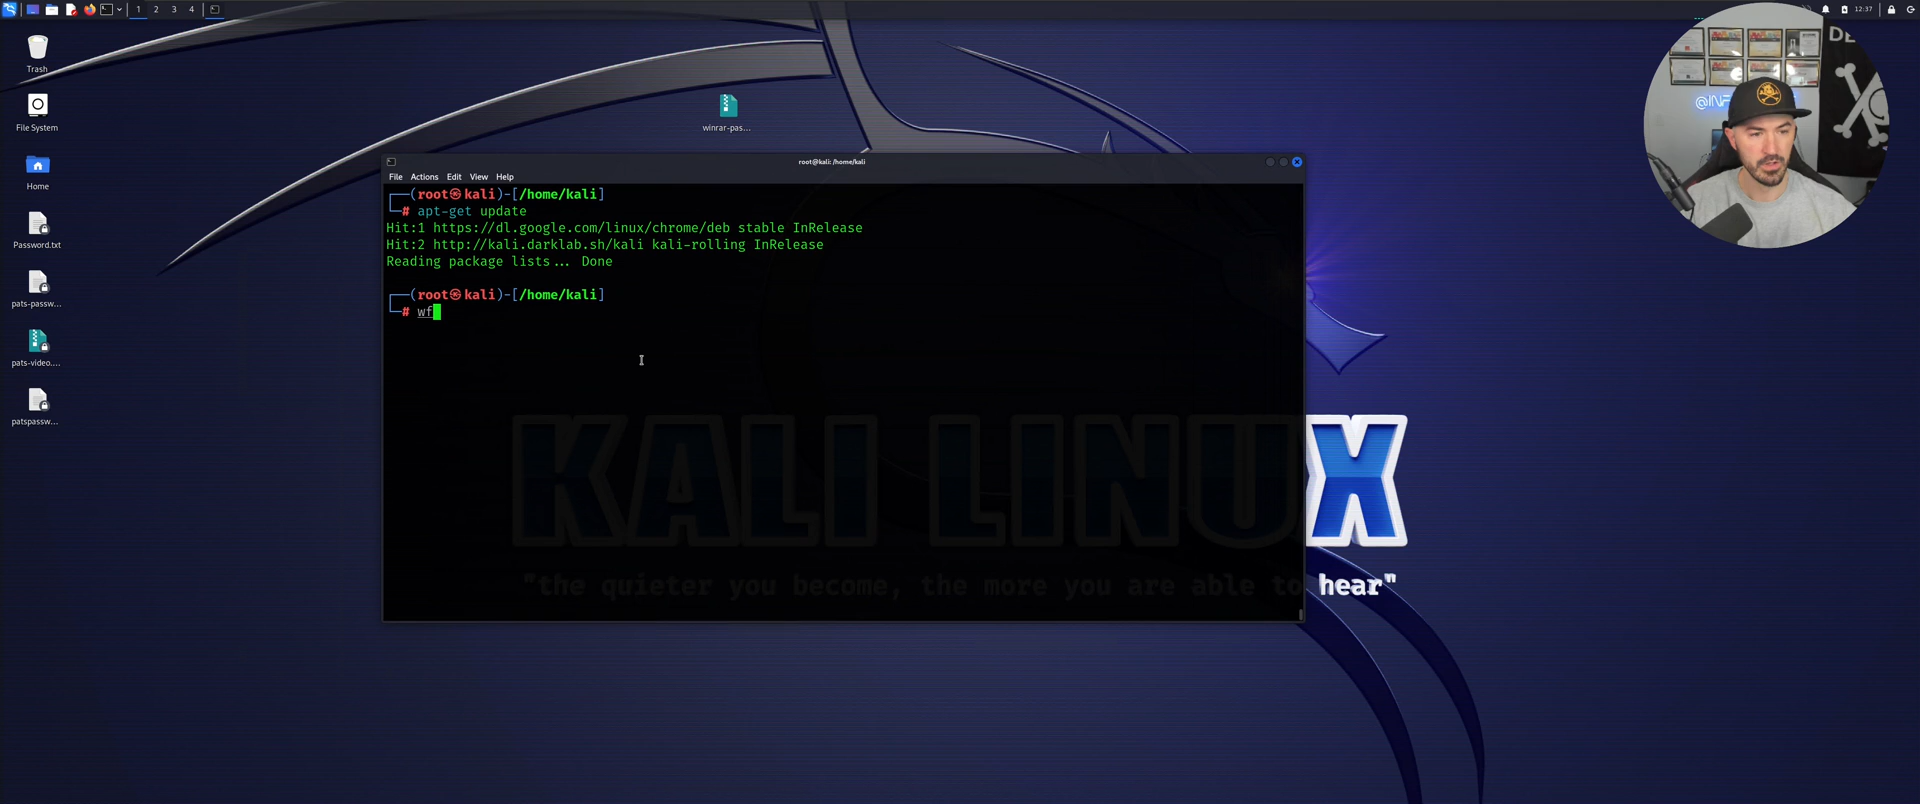 1 2 3 4
12:37
DE
@INF
Trash
File System
Home
Password.txt
pats-passw...
pats-video....
patspassw...
winrar-pas...
root@kali: /home/kali
File Actions Edit View Help
┌──(root㉿kali)-[/home/kali]
└─# apt-get update
Hit:1 https://dl.google.com/linux/chrome/deb stable InRelease
Hit:2 http://kali.darklab.sh/kali kali-rolling InRelease
Reading package lists... Done
┌──(root㉿kali)-[/home/kali]
└─# wf
KALI LINUX
"the quieter you become, the more you are able to hear"